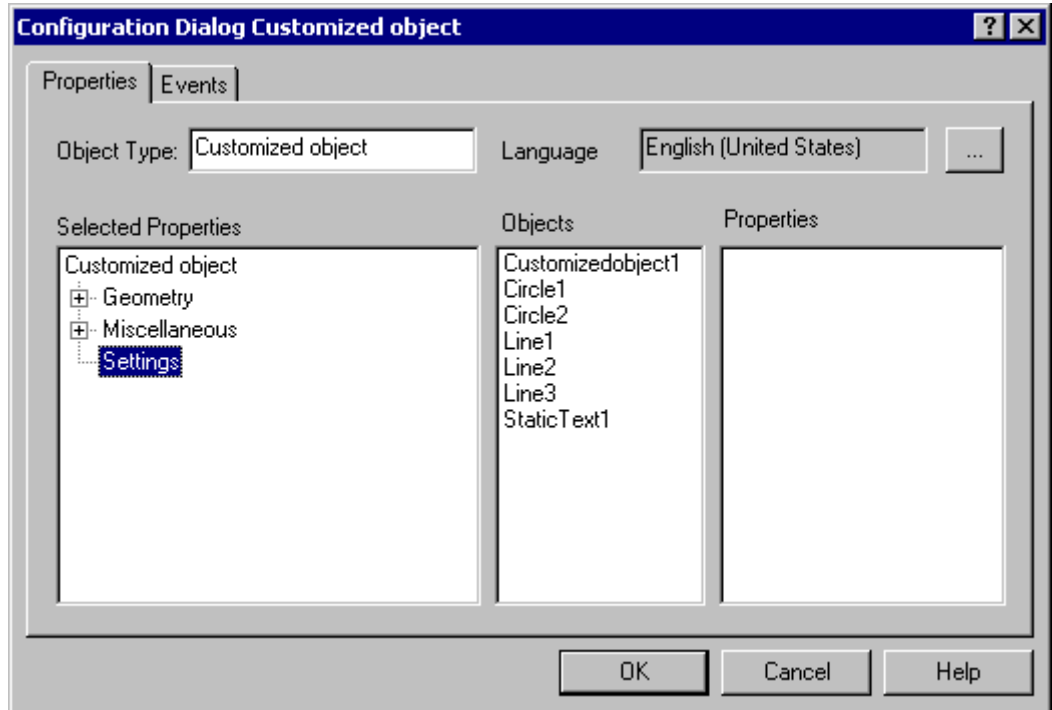 Configuration Dialog Customized object
Properties
Events
Object Type:
Customized object
Language
English (United States)
...
Selected Properties
Objects
Properties
Customized object
Geometry
Miscellaneous
Settings
Customizedobject1
Circle1
Circle2
Line1
Line2
Line3
StaticText1
OK
Cancel
Help